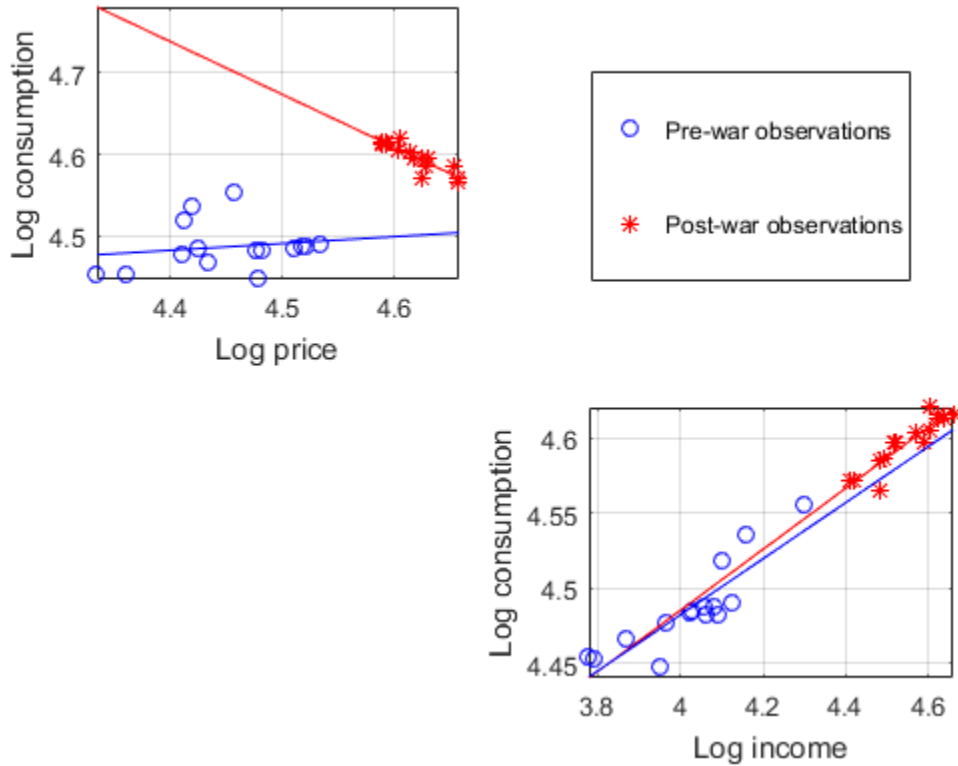 Log consumption
4.7
4.6
4.5
4.4
4.5
4.6
Log price
Pre-war observations
Post-war observations
Log consumption
4.6
4.55
4.5
4.45
3.8
4
4.2
4.4
4.6
Log income